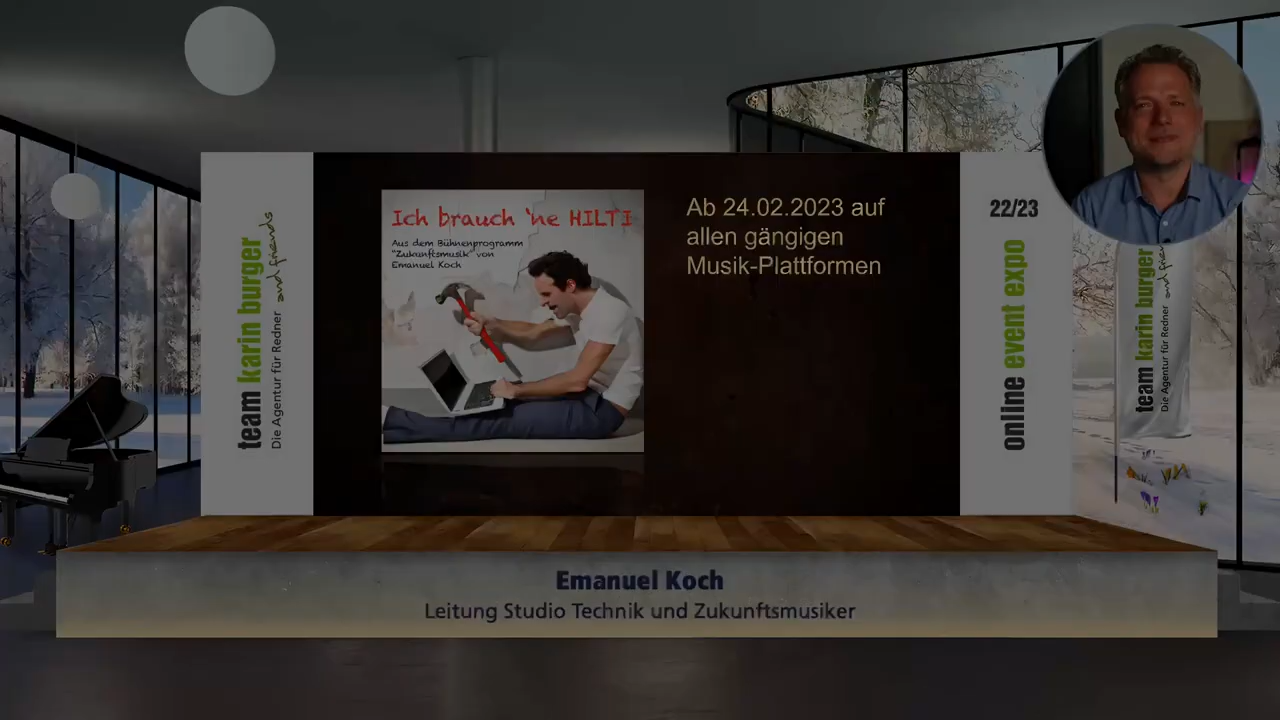 Ich brauch 'ne HILTI
Aus dem Bühnenprogramm
"Zukunftsmusik" von
Emanuel Koch
Ab 24.02.2023 auf
allen gängigen
Musik-Plattformen
team karin burger
and friends
Die Agentur für Redner
22/23
online event expo
team karin burger
and friends
Die Agentur für Redner
Emanuel Koch
Leitung Studio Technik und Zukunftsmusiker